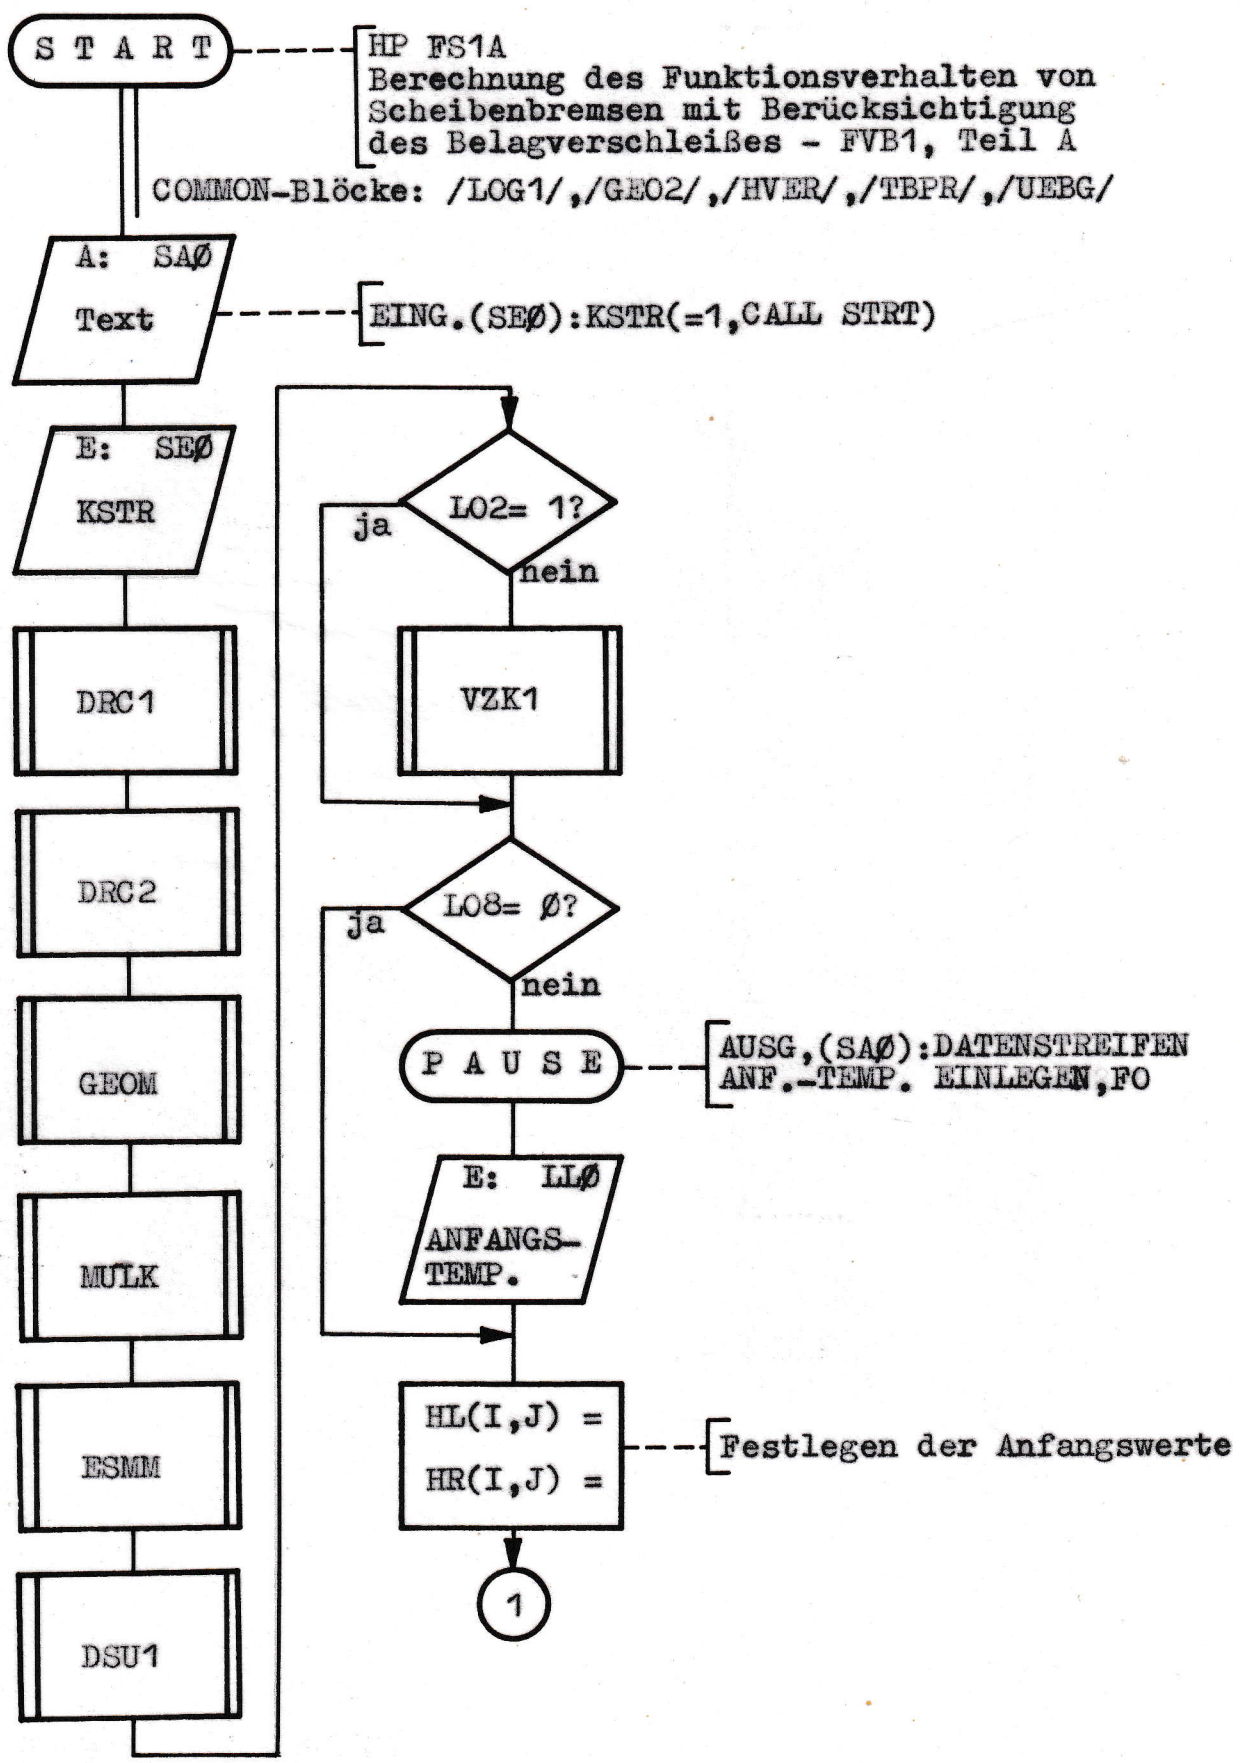 S T A R T
HP FS1A
Berechnung des Funktionsverhalten von
Scheibenbremsen mit Berücksichtigung
des Belagverschleißes - FVB1, Teil A
COMMON-Blöcke: /LOG1/,/GEO2/,/HVER/,/TBPR/,/UEBG/
A: SAØ
Text
EING.(SEØ):KSTR(=1,CALL STRT)
E: SEØ
KSTR
DRC1
DRC2
GEOM
MULK
ESMM
DSU1
LO2= 1?
ja
nein
VZK1
LO8= Ø?
ja
nein
P A U S E
AUSG,(SAØ):DATENSTREIFEN
ANF.-TEMP. EINLEGEN,FO
E: LLØ
ANFANGS-
TEMP.
HL(I,J) =
HR(I,J) =
Festlegen der Anfangswerte
1